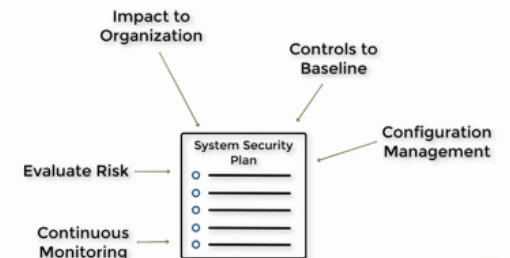 Impact to
Organization
Controls to
Baseline
Configuration
Management
System Security
Plan
Evaluate Risk
Continuous
Monitoring